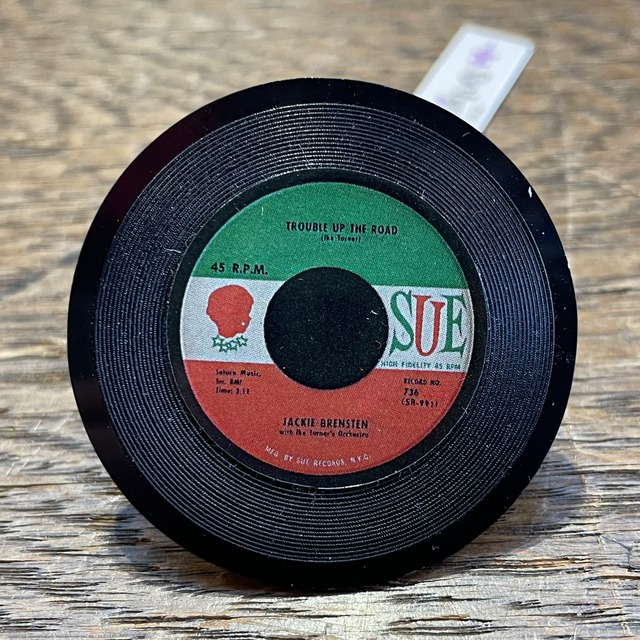 TROUBLE UP THE ROAD
(Ike Turner)
45 R.P.M.
SUE
HIGH FIDELITY 45 RPM
Saturn Music,
Inc. BMI
Time: 2:11
RECORD NO.
736
JACKIE BRENSTEN
with Ike Turner's Orchestra
MFG. BY SUE RECORDS, N.Y.C.